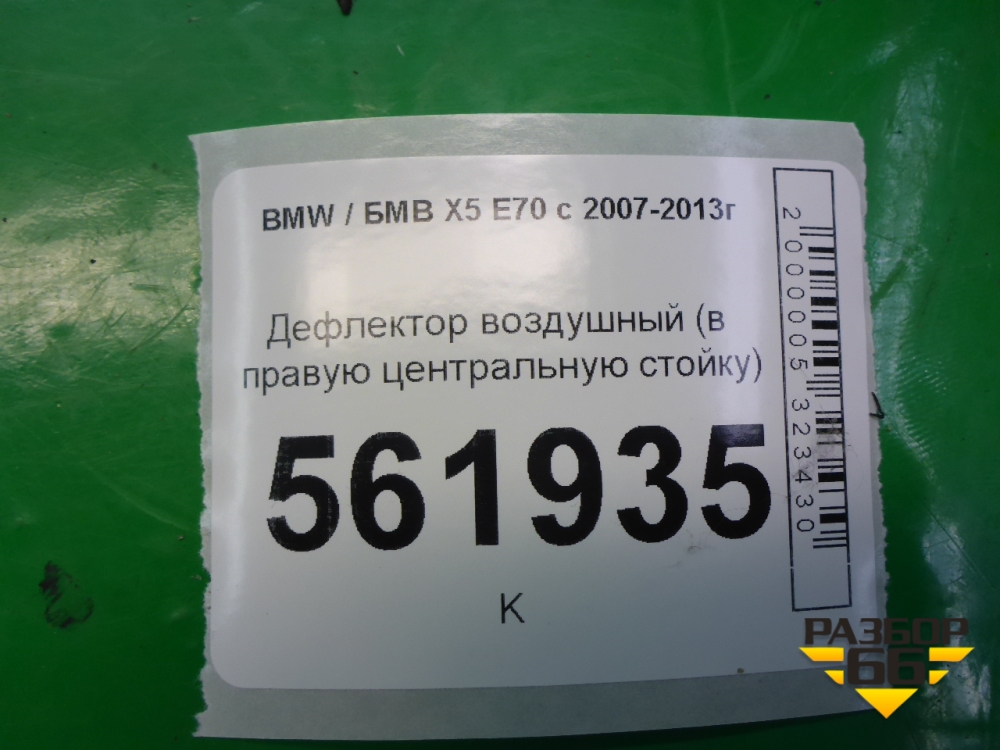 BMW / БМВ X5 E70 с 2007-2013г
Дефлектор воздушный (в
правую центральную стойку)
561935
К
2000005323430
РАЗБОР
66